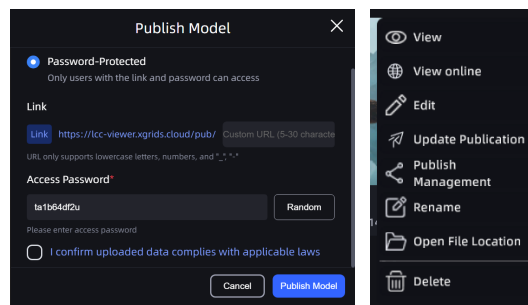 Publish Model
Password-Protected
Only users with the link and password can access
Link
Link https://lcc-viewer.xgrids.cloud/pub/ Custom URL (5-30 characte
URL only supports lowercase letters, numbers, and "_", "-"
Access Password*
ta1b64df2u Random
Please enter access password
I confirm uploaded data complies with applicable laws
Cancel Publish Model
View
View online
Edit
Update Publication
Publish
Management
Rename
Open File Location
Delete